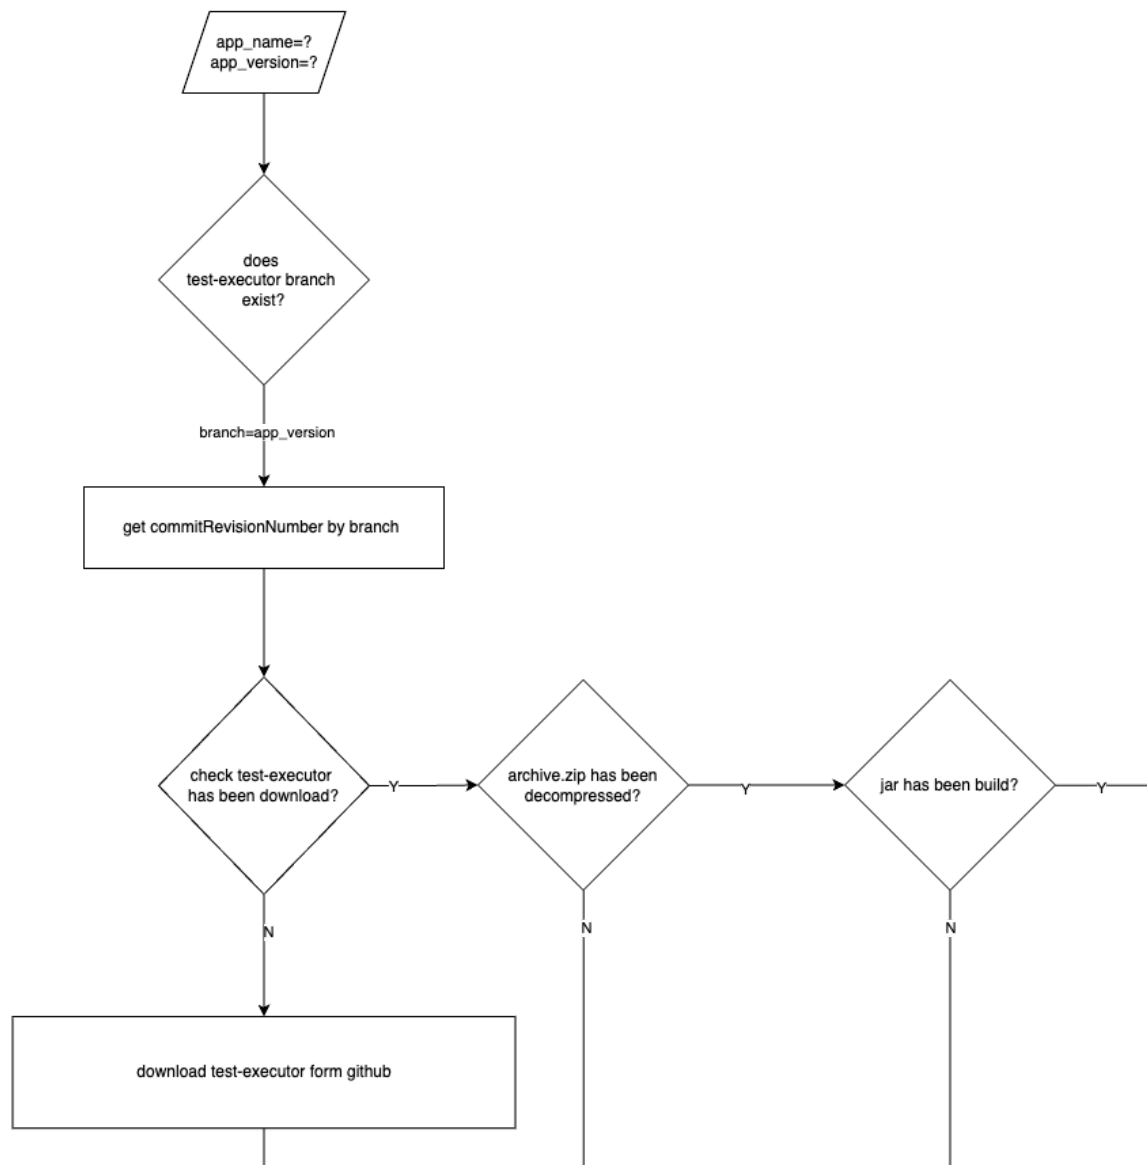 app_name=?
app_version=?
does
test-executor branch
exist?
branch=app_version
get commitRevisionNumber by branch
check test-executor
has been download?
Y
archive.zip has been
decompressed?
Y
jar has been build?
Y
N
N
N
download test-executor form github